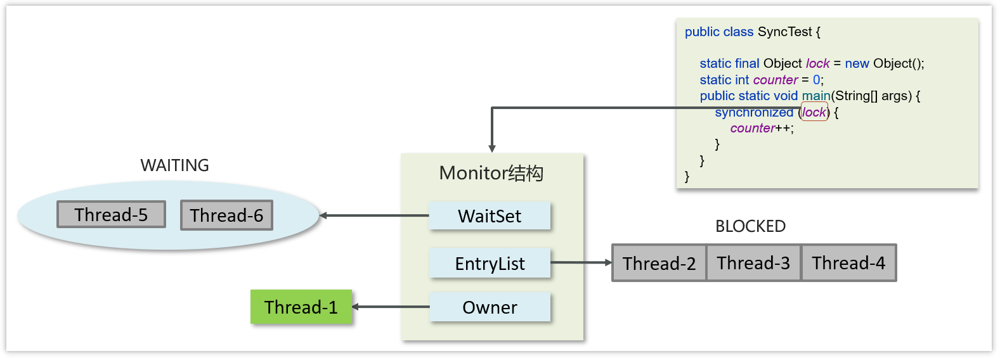 public class SyncTest {
static final Object lock = new Object();
static int counter = 0;
public static void main(String[] args) {
synchronized (lock) {
counter++;
}
}
}
WAITING
Thread-5
Thread-6
Monitor结构
WaitSet
EntryList
Owner
BLOCKED
Thread-2
Thread-3
Thread-4
Thread-1